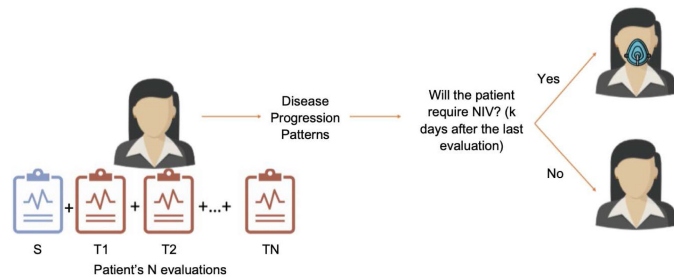 Disease
Progression
Patterns
Will the patient
require NIV? (k
days after the last
evaluation)
Yes
No
+ + +...+
S T1 T2 TN
Patient's N evaluations